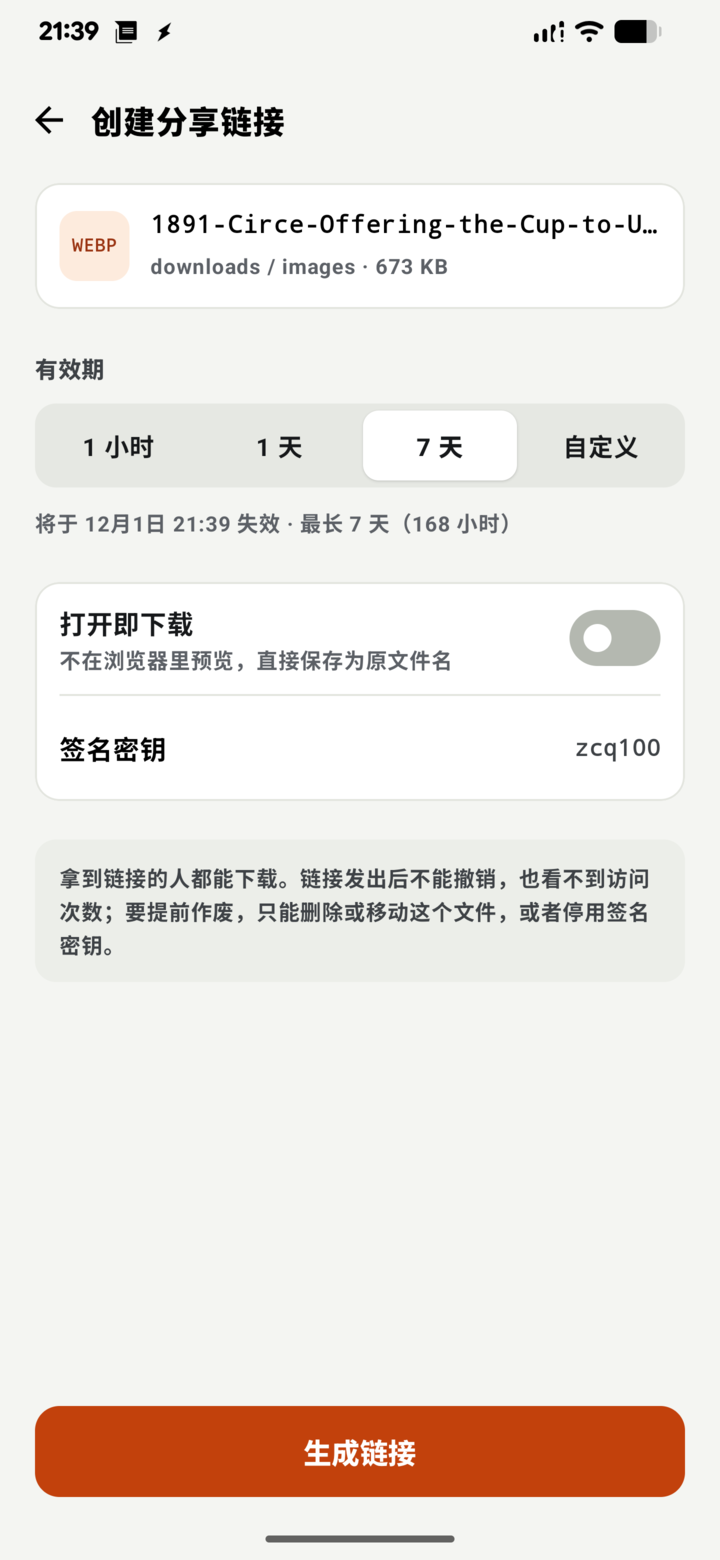 21:39
创建分享链接
WEBP
1891-Circe-Offering-the-Cup-to-U…
downloads / images · 673 KB
有效期
1 小时
1 天
7 天
自定义
将于 12月1日 21:39 失效 · 最长 7 天（168 小时）
打开即下载
不在浏览器里预览，直接保存为原文件名
签名密钥
zcq100
拿到链接的人都能下载。链接发出后不能撤销，也看不到访问
次数；要提前作废，只能删除或移动这个文件，或者停用签名
密钥。
生成链接